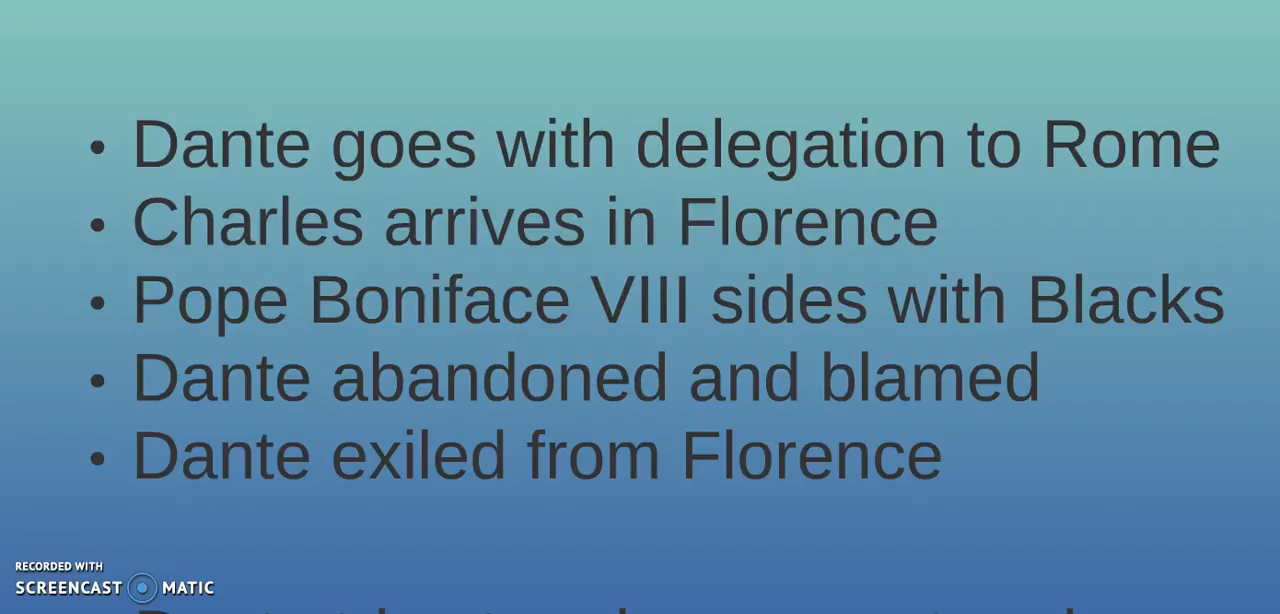 • Dante goes with delegation to Rome
• Charles arrives in Florence
• Pope Boniface VIII sides with Blacks
• Dante abandoned and blamed
• Dante exiled from Florence
RECORDED WITH
SCREENCAST MATIC